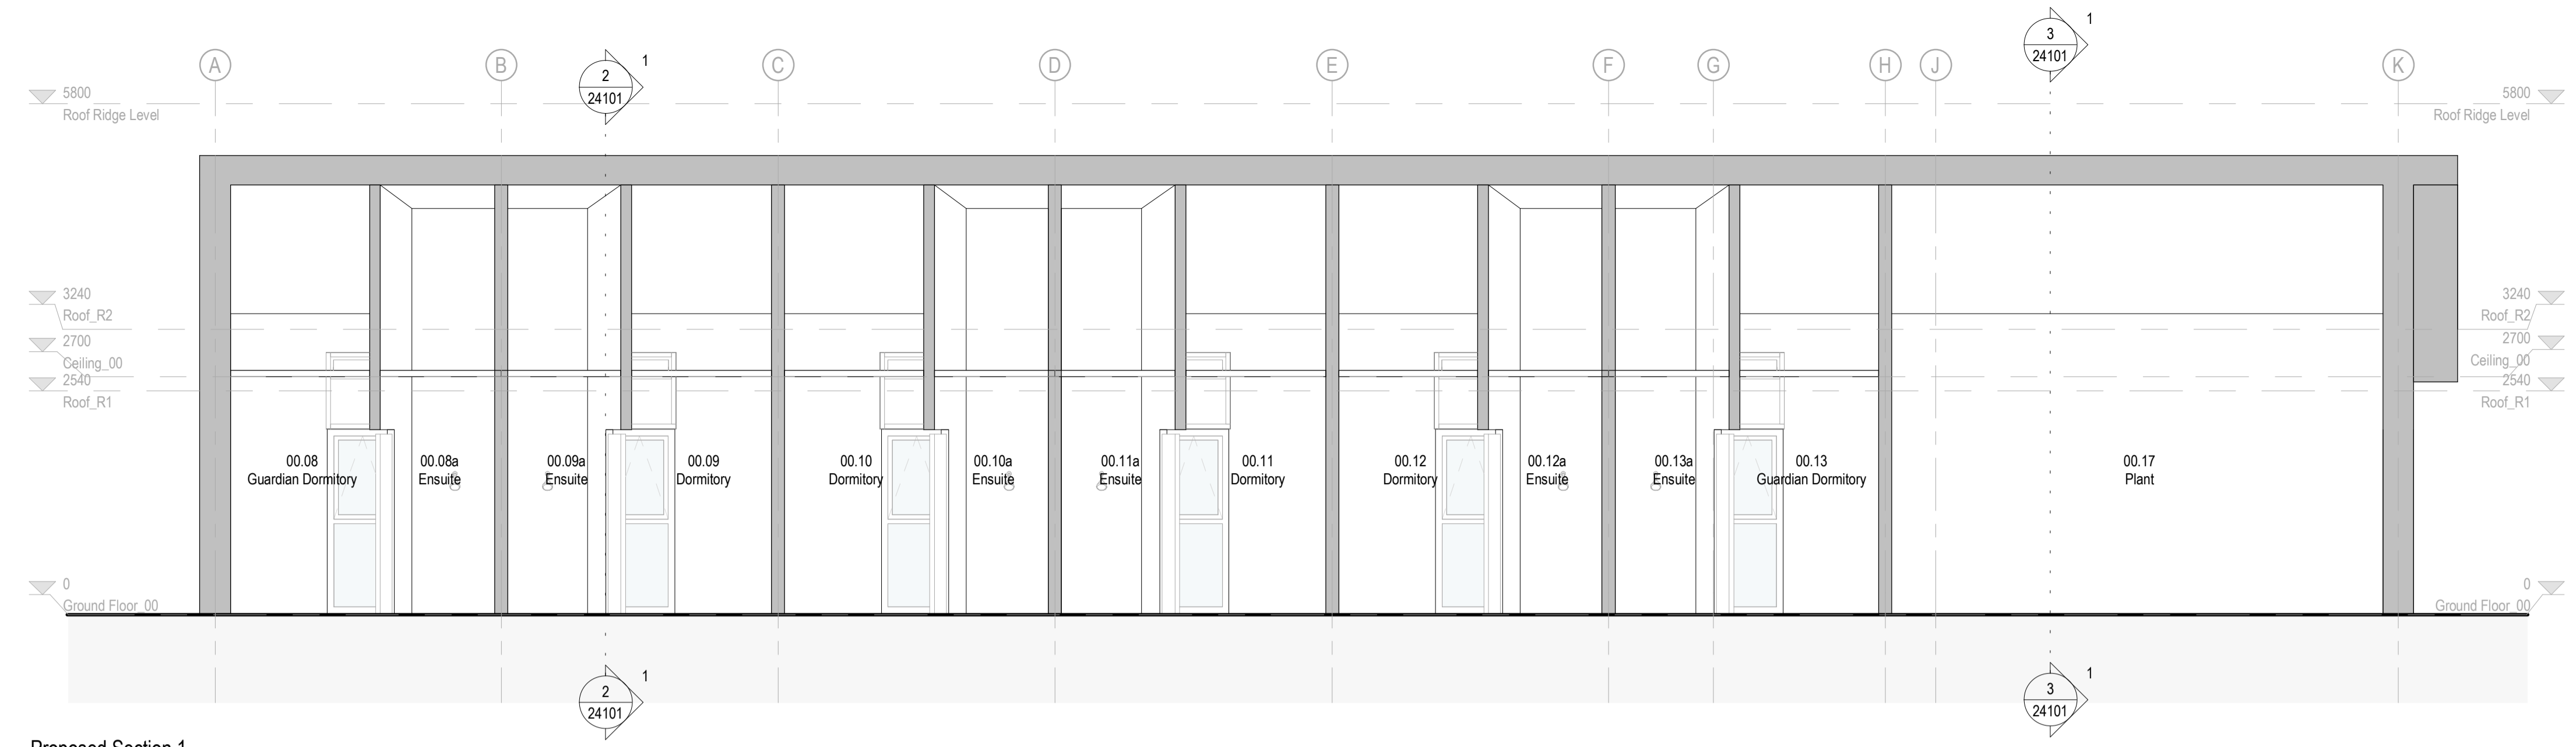 1
3
24101
1
2
24101
A
B
C
D
E
F
G
H
J
K
5800
Roof Ridge Level
5800
Roof Ridge Level
3240
Roof_R2
2700
Ceiling_00
2540
Roof_R1
3240
Roof_R2
2700
Ceiling_00
2540
Roof_R1
00.08
Guardian Dormitory
00.08a
Ensuite
00.09a
Ensuite
00.09
Dormitory
00.10
Dormitory
00.10a
Ensuite
00.11a
Ensuite
00.11
Dormitory
00.12
Dormitory
00.12a
Ensuite
00.13a
Ensuite
00.13
Guardian Dormitory
00.17
Plant
0
Ground Floor_00
0
Ground Floor_00
1
2
24101
1
3
24101
Proposed Section 1